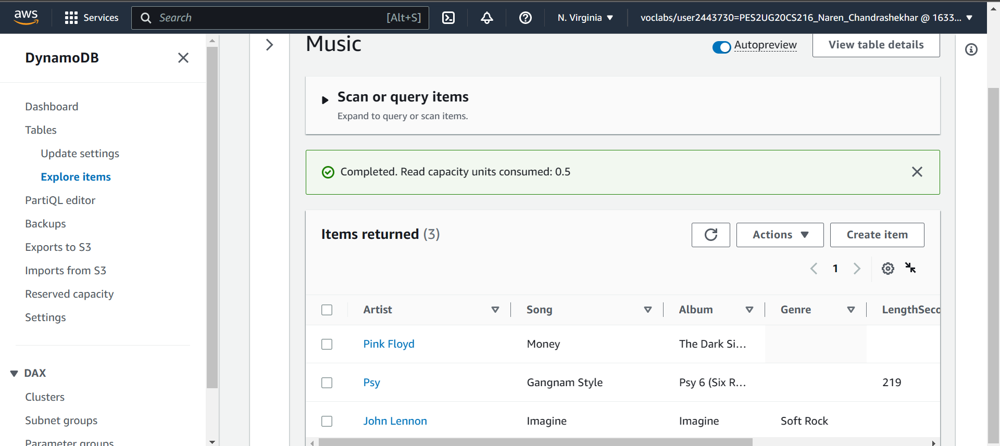 aws Services Search [Alt+S] N. Virginia voclabs/user2443730=PES2UG20CS216_Naren_Chandrashekhar @ 1633...
DynamoDB
Dashboard
Tables
Update settings
Explore items
PartiQL editor
Backups
Exports to S3
Imports from S3
Reserved capacity
Settings
DAX
Clusters
Subnet groups
Parameter groups
Music
Autopreview View table details
Scan or query items
Expand to query or scan items.
Completed. Read capacity units consumed: 0.5
Items returned (3)
Actions Create item
1
Artist Song Album Genre LengthSeco
Pink Floyd Money The Dark Si...
Psy Gangnam Style Psy 6 (Six R... 219
John Lennon Imagine Imagine Soft Rock